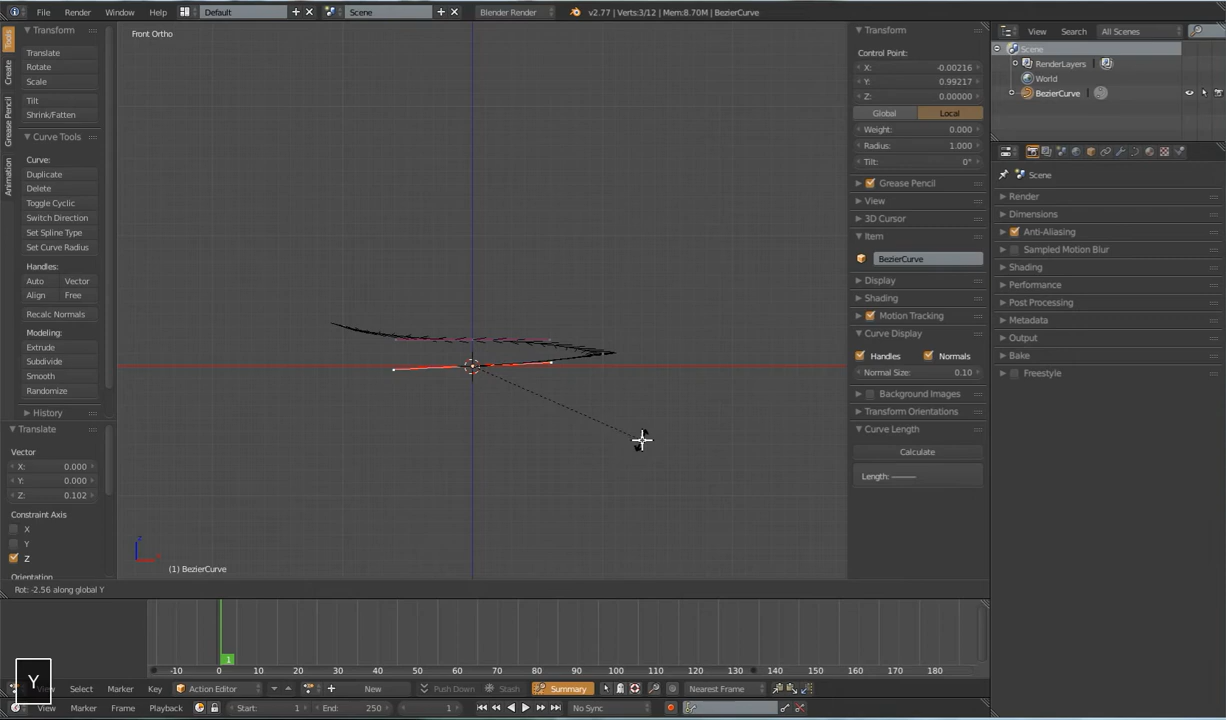 File Render Window Help Default Scene Blender Render v2.77 | Verts:3/12 | Mem:8.70M | BezierCurve
Tools
Create
Grease Pencil
Animation
Transform
Translate
Rotate
Scale
Tilt
Shrink/Fatten
Curve Tools
Curve:
Duplicate
Delete
Toggle Cyclic
Switch Direction
Set Spline Type
Set Curve Radius
Handles:
Auto Vector
Align Free
Recalc Normals
Modeling:
Extrude
Subdivide
Smooth
Randomize
History
Translate
Vector
X: 0.000
Y: 0.000
Z: 0.102
Constraint Axis
X
Y
Z
Orientation
Front Ortho
(1) BezierCurve
Rot: -2.56 along global Y
Transform
Control Point:
X: -0.00216
Y: 0.99217
Z: 0.00000
Global Local
Weight: 0.000
Radius: 1.000
Tilt: 0°
Grease Pencil
View
3D Cursor
Item
BezierCurve
Display
Shading
Motion Tracking
Curve Display
Handles Normals
Normal Size: 0.10
Background Images
Transform Orientations
Curve Length
Calculate
Length: ———
View Search All Scenes
Scene
RenderLayers
World
BezierCurve
Scene
Render
Dimensions
Anti-Aliasing
Sampled Motion Blur
Shading
Performance
Post Processing
Metadata
Output
Bake
Freestyle
1
-10 0 10 20 30 40 50 60 70 80 90 100 110 120 130 140 150 160 170 180
Y
Select Marker Key Action Editor New Push Down Stash Summary Nearest Frame
View Marker Frame Playback Start: 1 End: 250 1 No Sync